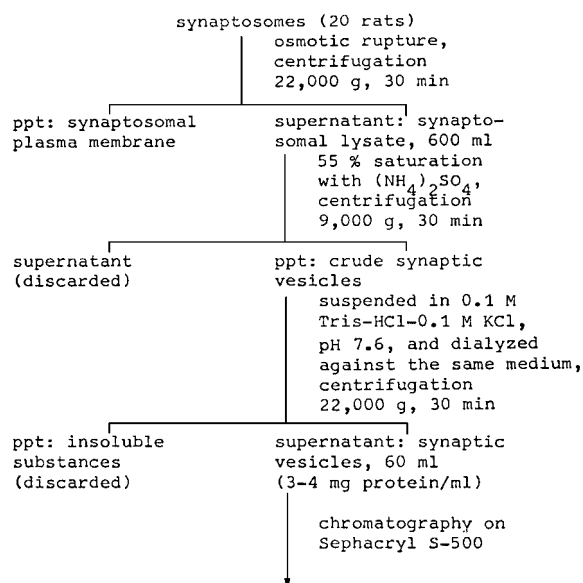 synaptosomes (20 rats)
osmotic rupture,
centrifugation
22,000 g, 30 min
ppt: synaptosomal
plasma membrane
supernatant: synapto-
somal lysate, 600 ml
55 % saturation
with (NH4)2SO4,
centrifugation
9,000 g, 30 min
supernatant
(discarded)
ppt: crude synaptic
vesicles
suspended in 0.1 M
Tris-HCl-0.1 M KCl,
pH 7.6, and dialyzed
against the same medium,
centrifugation
22,000 g, 30 min
ppt: insoluble
substances
(discarded)
supernatant: synaptic
vesicles, 60 ml
(3-4 mg protein/ml)
chromatography on
Sephacryl S-500